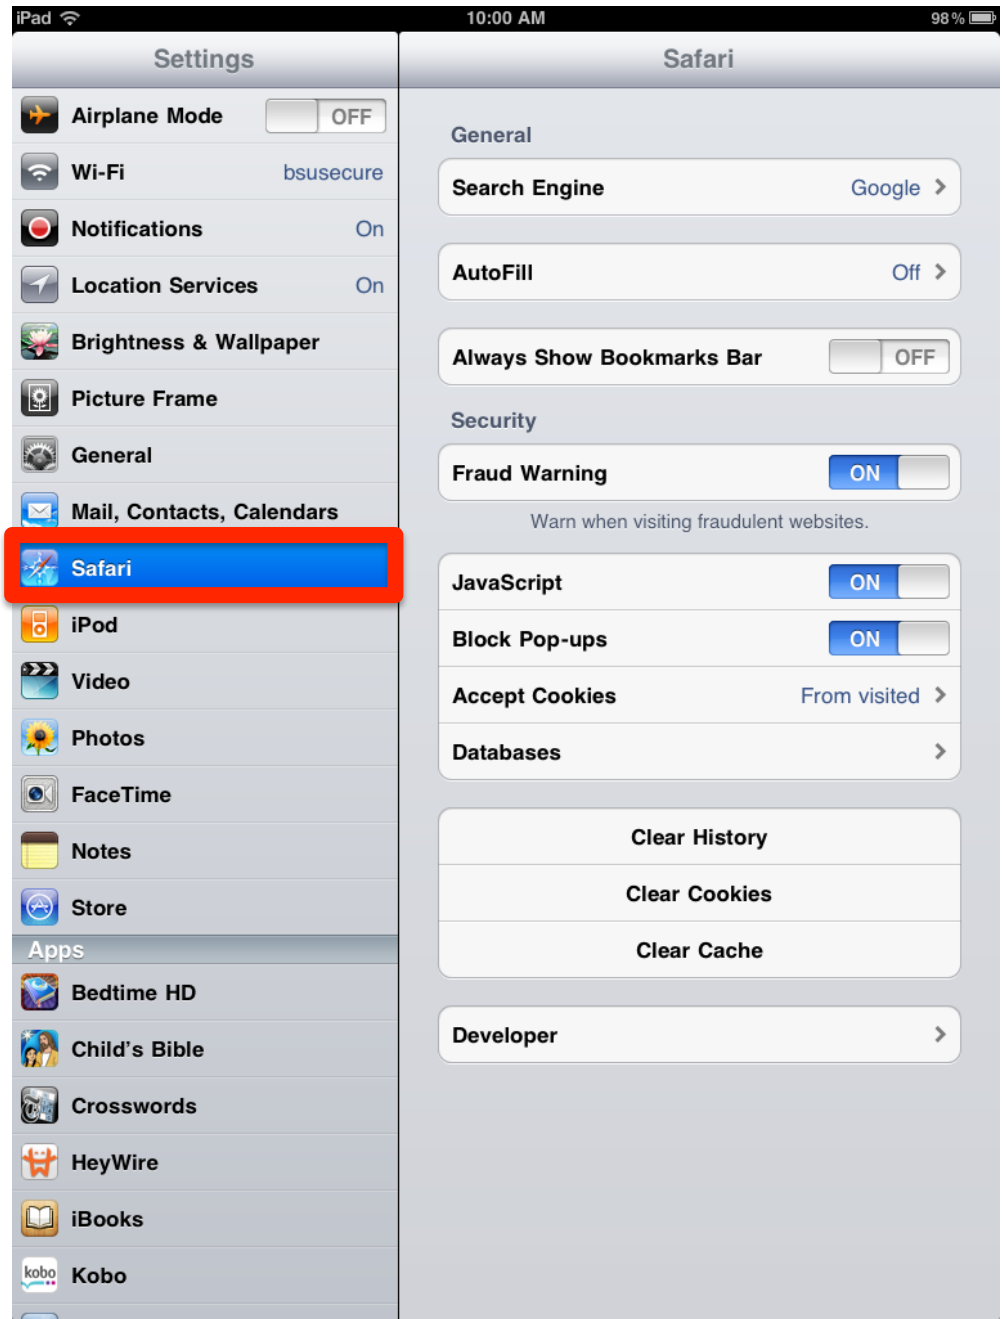 iPad 10:00 AM 98%
Settings
Airplane Mode OFF
Wi-Fi bsusecure
Notifications On
Location Services On
Brightness & Wallpaper
Picture Frame
General
Mail, Contacts, Calendars
Safari
iPod
Video
Photos
FaceTime
Notes
Store
Apps
Bedtime HD
Child's Bible
Crosswords
HeyWire
iBooks
kobo Kobo
Safari
General
Search Engine Google
AutoFill Off
Always Show Bookmarks Bar OFF
Security
Fraud Warning ON
Warn when visiting fraudulent websites.
JavaScript ON
Block Pop-ups ON
Accept Cookies From visited
Databases
Clear History
Clear Cookies
Clear Cache
Developer